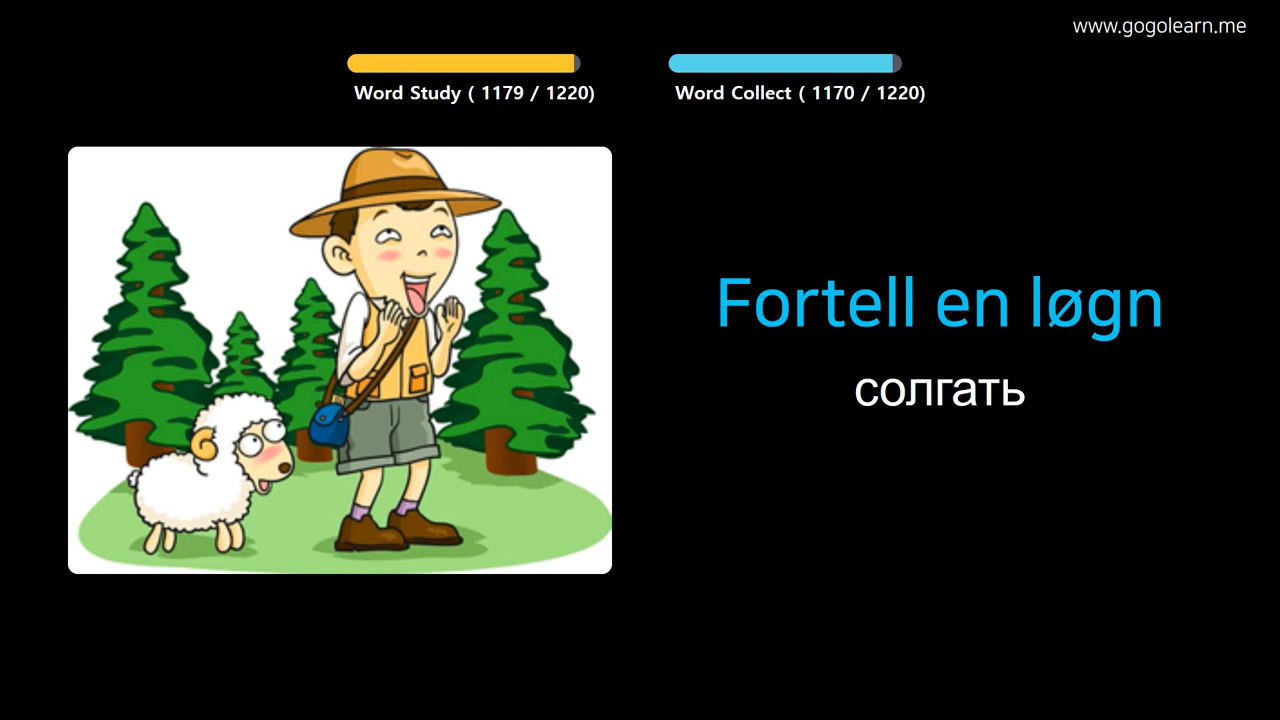 www.gogolearn.me
Word Study ( 1179 / 1220)
Word Collect ( 1170 / 1220)
Fortell en løgn
солгать